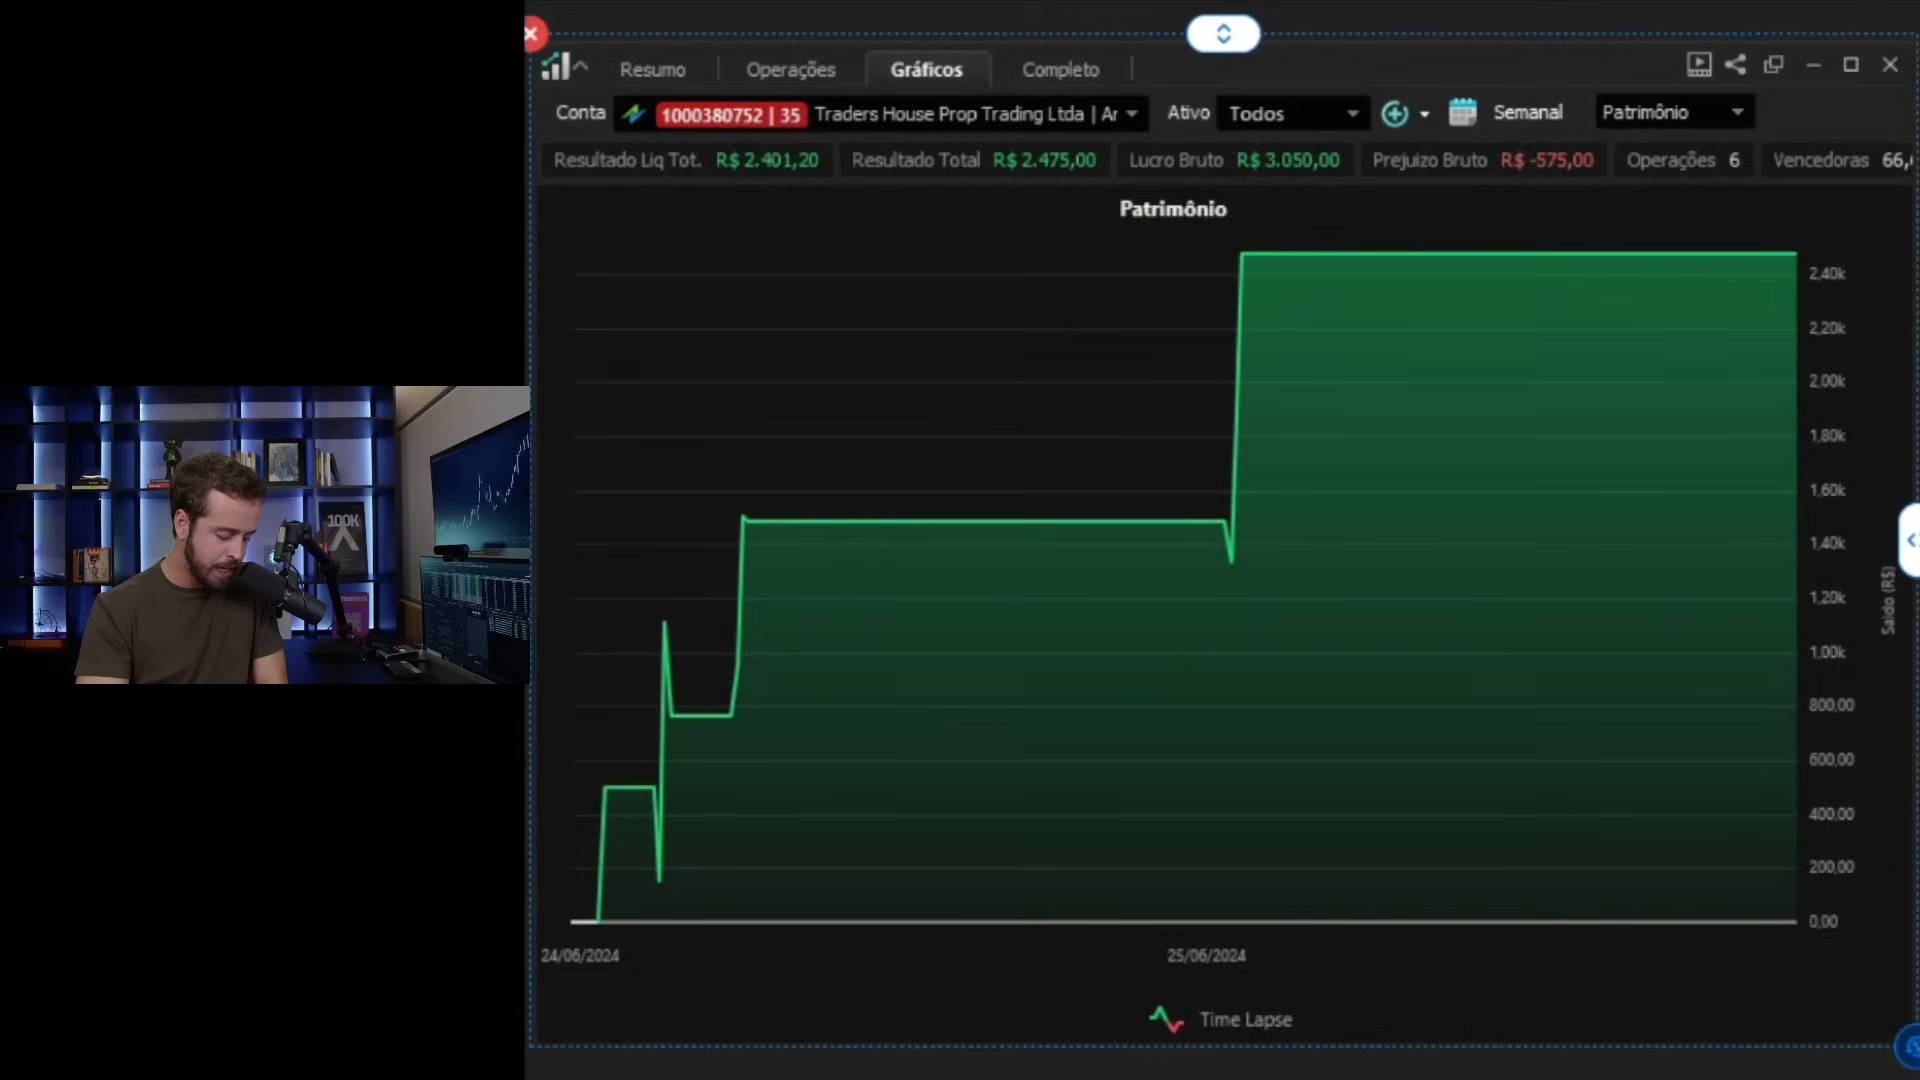 Resumo Operações Gráficos Completo
Conta 1000380752 | 35 Traders House Prop Trading Ltda | Ar Ativo Todos Semanal Patrimônio
Resultado Liq Tot. R$ 2.401,20 Resultado Total R$ 2.475,00 Lucro Bruto R$ 3.050,00 Prejuizo Bruto R$ -575,00 Operações 6 Vencedoras 66,
Patrimônio
2,40k
2,20k
2,00k
1,80k
1,60k
1,40k
1,20k
1,00k
800,00
600,00
400,00
200,00
0,00
Saldo (R$)
24/06/2024 25/06/2024
Time Lapse
100K